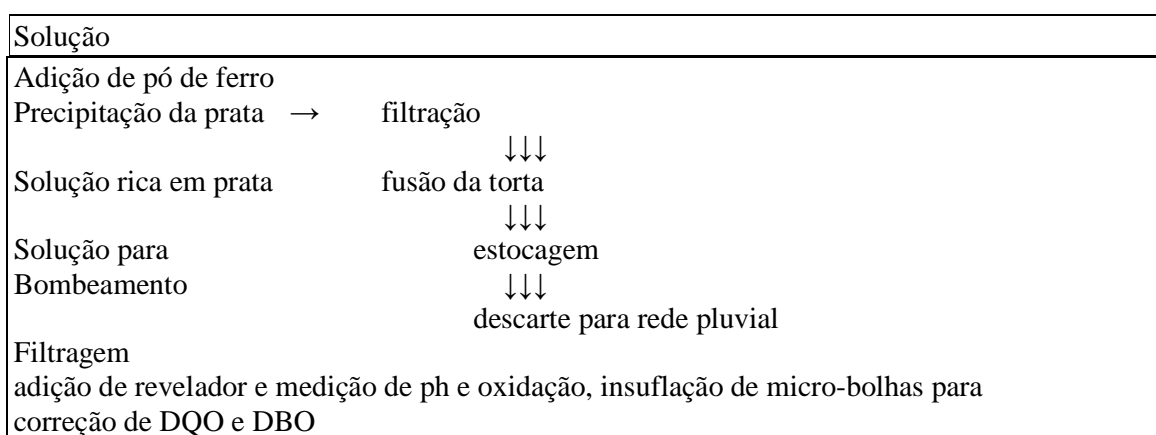 Solução
Adição de pó de ferro
Precipitação da prata → filtração
↓↓↓
Solução rica em prata fusão da torta
↓↓↓
Solução para estocagem
Bombeamento ↓↓↓
descarte para rede pluvial
Filtragem
adição de revelador e medição de ph e oxidação, insuflação de micro-bolhas para
correção de DQO e DBO